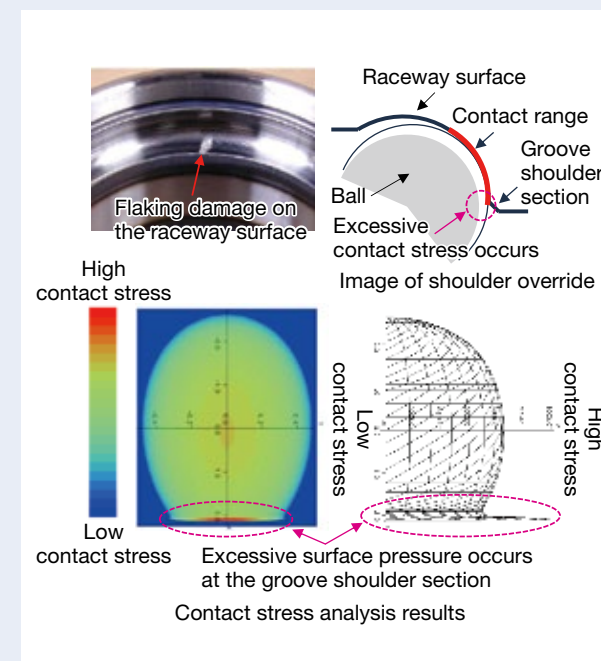 Raceway surface
Contact range
Groove
shoulder
section
Ball
Flaking damage on
the raceway surface
Excessive
contact stress occurs
Image of shoulder override
High
contact stress
Low
contact stress
Low
contact stress
High
contact stress
Excessive surface pressure occurs
at the groove shoulder section
Contact stress analysis results